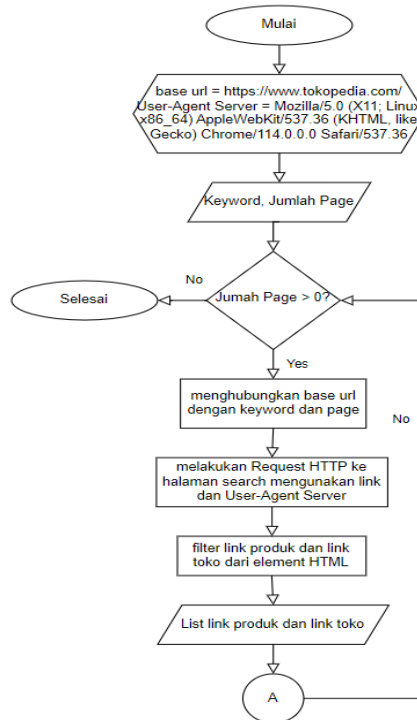 Mulai
base url = https://www.tokopedia.com/
User-Agent Server = Mozilla/5.0 (X11; Linux
x86_64) AppleWebKit/537.36 (KHTML, like
Gecko) Chrome/114.0.0.0 Safari/537.36
Keyword, Jumlah Page
No
Selesai
Jumah Page > 0?
Yes
menghubungkan base url
dengan keyword dan page
No
melakukan Request HTTP ke
halaman search mengunakan link
dan User-Agent Server
filter link produk dan link
toko dari element HTML
List link produk dan link toko
A